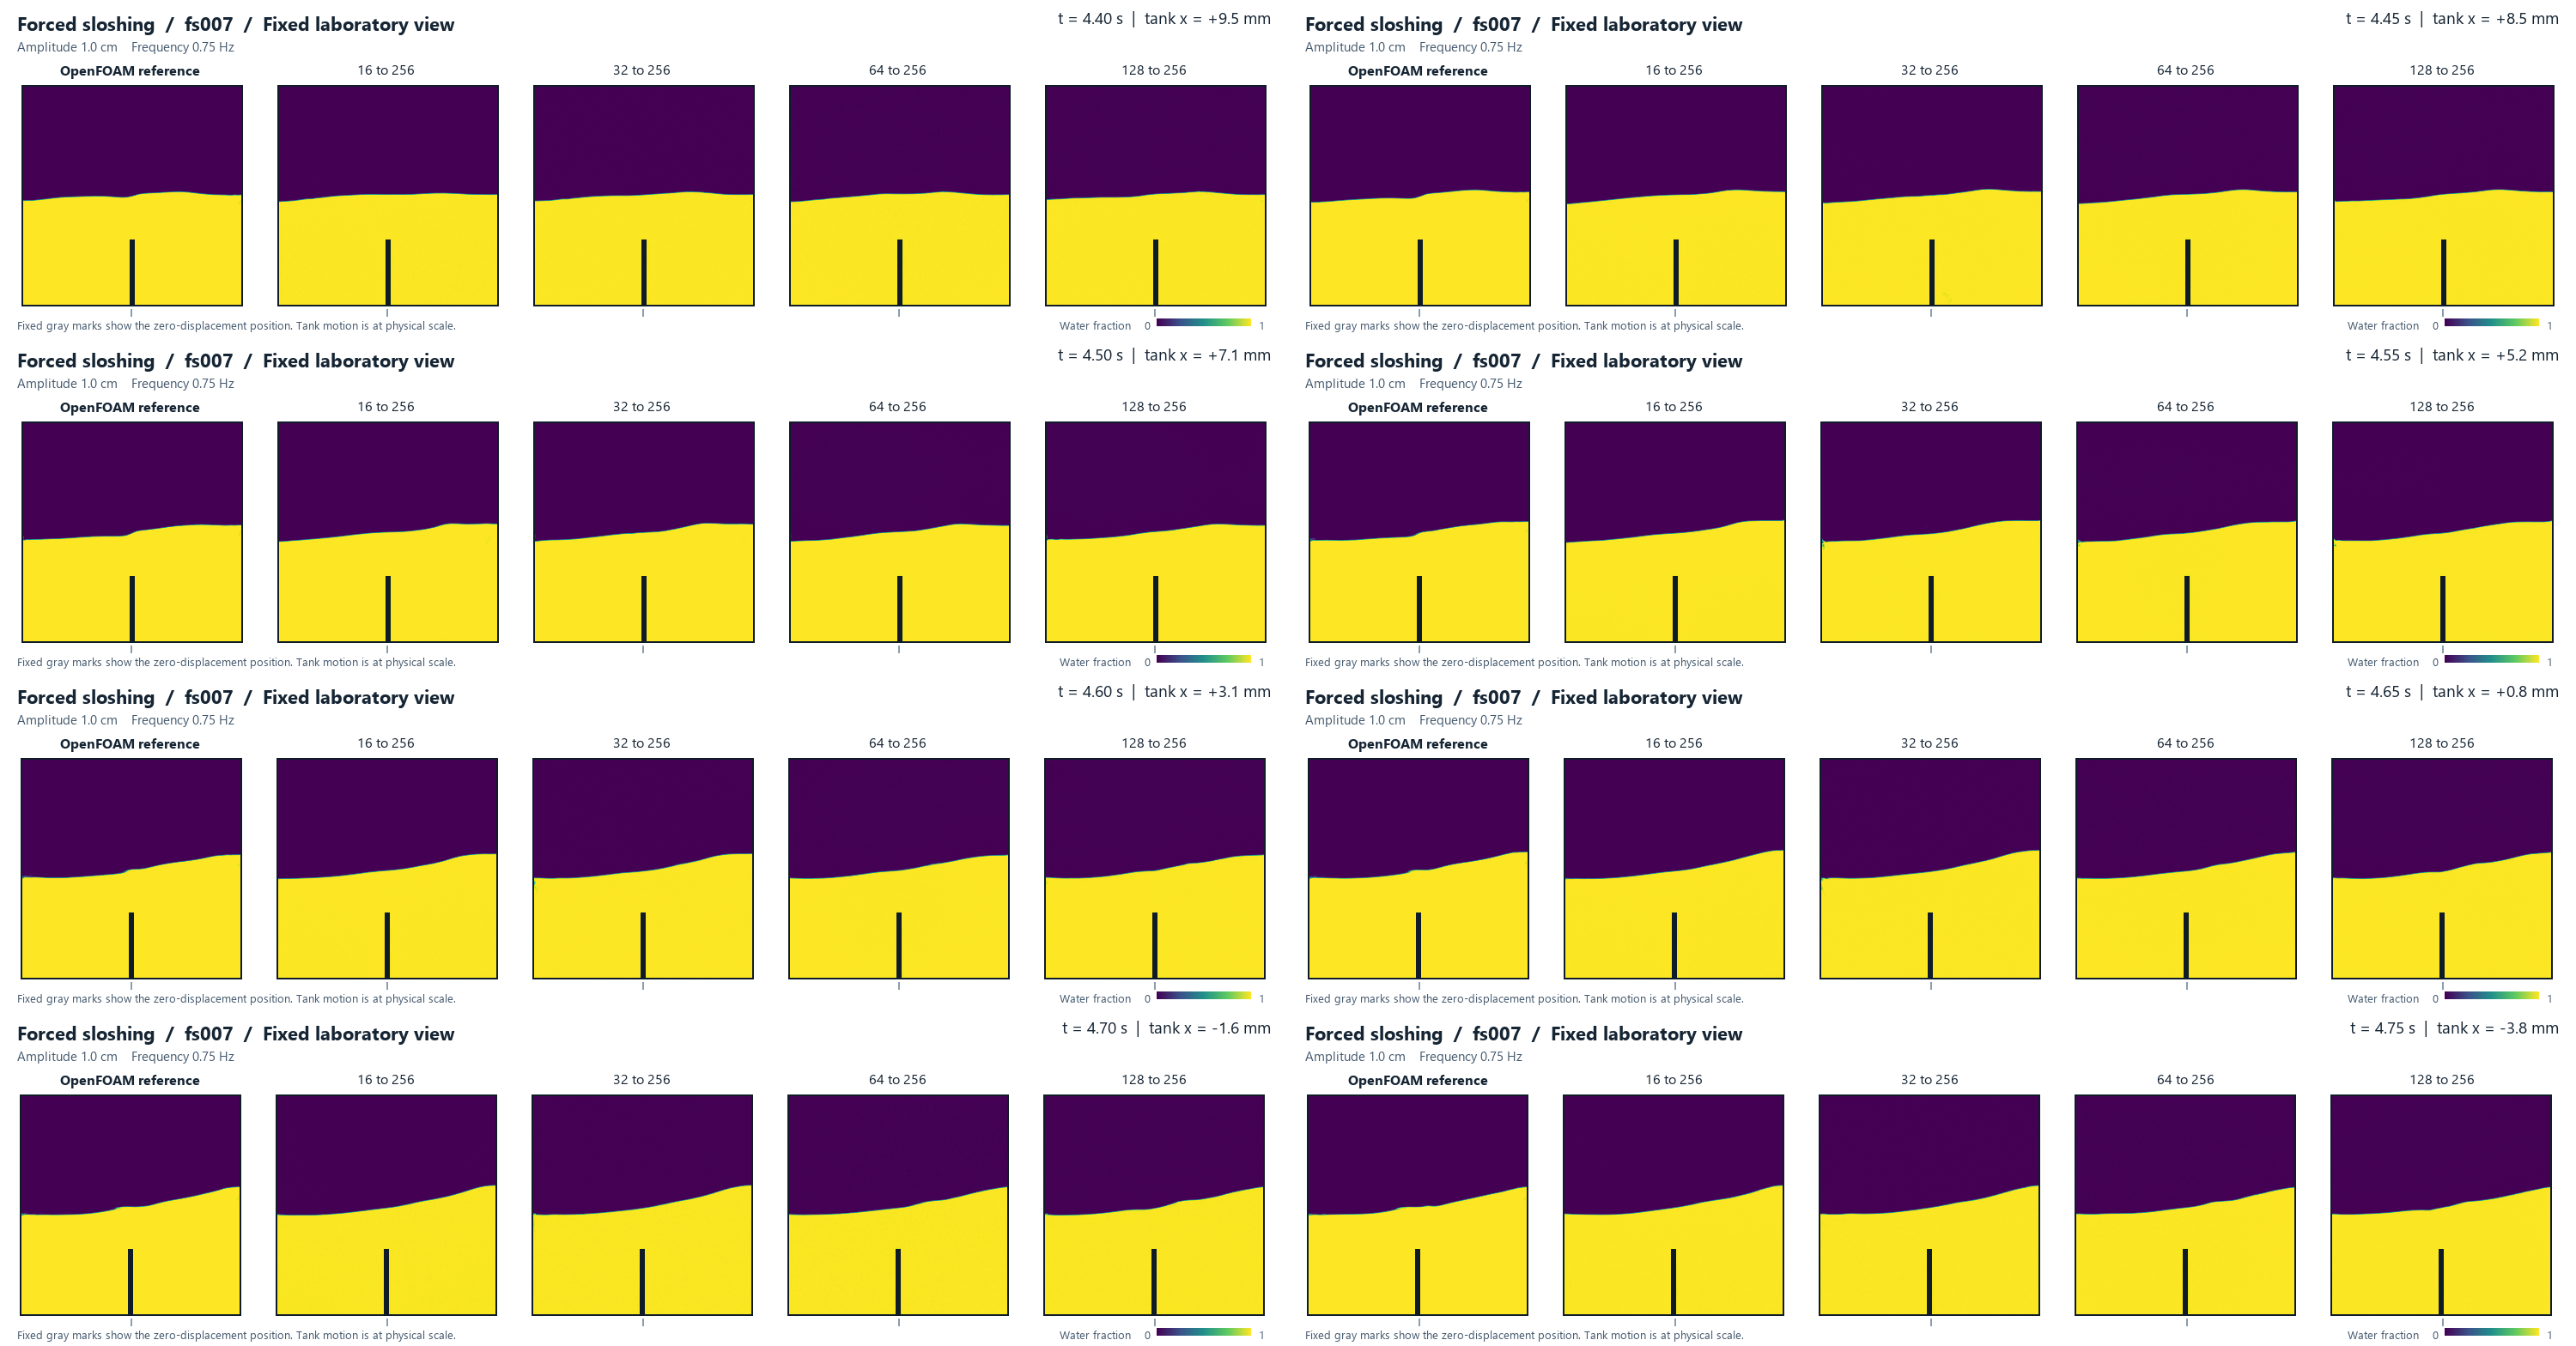 Forced sloshing / fs007 / Fixed laboratory view
t = 4.40 s | tank x = +9.5 mm
Amplitude 1.0 cm Frequency 0.75 Hz
OpenFOAM reference
16 to 256
32 to 256
64 to 256
128 to 256
Fixed gray marks show the zero-displacement position. Tank motion is at physical scale.
Water fraction 0 1
Forced sloshing / fs007 / Fixed laboratory view
t = 4.45 s | tank x = +8.5 mm
Amplitude 1.0 cm Frequency 0.75 Hz
OpenFOAM reference
16 to 256
32 to 256
64 to 256
128 to 256
Fixed gray marks show the zero-displacement position. Tank motion is at physical scale.
Water fraction 0 1
Forced sloshing / fs007 / Fixed laboratory view
t = 4.50 s | tank x = +7.1 mm
Amplitude 1.0 cm Frequency 0.75 Hz
OpenFOAM reference
16 to 256
32 to 256
64 to 256
128 to 256
Fixed gray marks show the zero-displacement position. Tank motion is at physical scale.
Water fraction 0 1
Forced sloshing / fs007 / Fixed laboratory view
t = 4.55 s | tank x = +5.2 mm
Amplitude 1.0 cm Frequency 0.75 Hz
OpenFOAM reference
16 to 256
32 to 256
64 to 256
128 to 256
Fixed gray marks show the zero-displacement position. Tank motion is at physical scale.
Water fraction 0 1
Forced sloshing / fs007 / Fixed laboratory view
t = 4.60 s | tank x = +3.1 mm
Amplitude 1.0 cm Frequency 0.75 Hz
OpenFOAM reference
16 to 256
32 to 256
64 to 256
128 to 256
Fixed gray marks show the zero-displacement position. Tank motion is at physical scale.
Water fraction 0 1
Forced sloshing / fs007 / Fixed laboratory view
t = 4.65 s | tank x = +0.8 mm
Amplitude 1.0 cm Frequency 0.75 Hz
OpenFOAM reference
16 to 256
32 to 256
64 to 256
128 to 256
Fixed gray marks show the zero-displacement position. Tank motion is at physical scale.
Water fraction 0 1
Forced sloshing / fs007 / Fixed laboratory view
t = 4.70 s | tank x = -1.6 mm
Amplitude 1.0 cm Frequency 0.75 Hz
OpenFOAM reference
16 to 256
32 to 256
64 to 256
128 to 256
Fixed gray marks show the zero-displacement position. Tank motion is at physical scale.
Water fraction 0 1
Forced sloshing / fs007 / Fixed laboratory view
t = 4.75 s | tank x = -3.8 mm
Amplitude 1.0 cm Frequency 0.75 Hz
OpenFOAM reference
16 to 256
32 to 256
64 to 256
128 to 256
Fixed gray marks show the zero-displacement position. Tank motion is at physical scale.
Water fraction 0 1